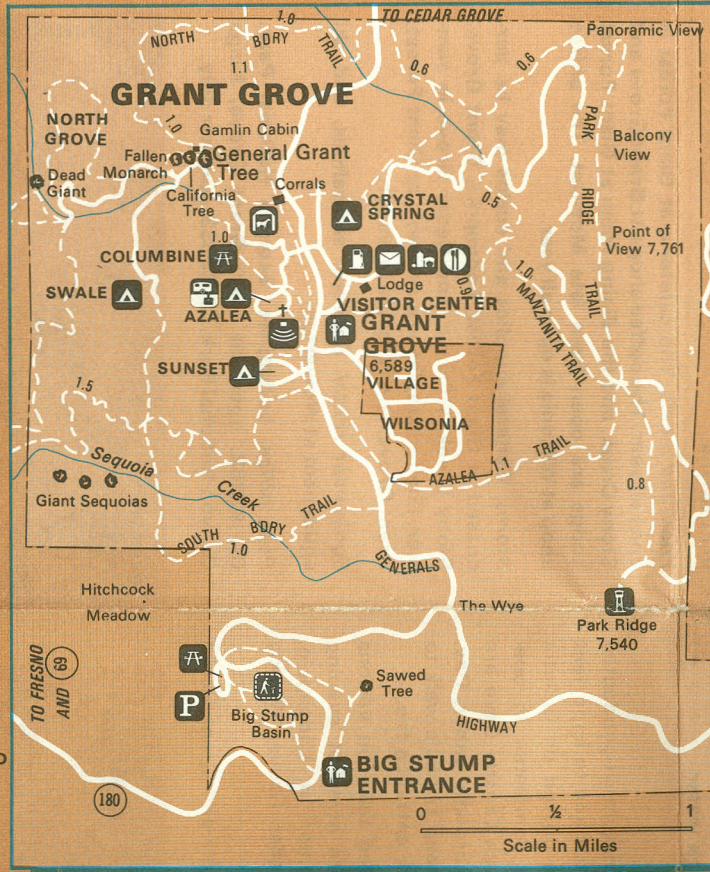 TO CEDAR GROVE
1.0
NORTH BDRY TRAIL
Panoramic View
0.6
0.6
1.1
GRANT GROVE
NORTH
GROVE
1.0
Gamlin Cabin
PARK RIDGE TRAIL
Balcony
View
Fallen
Monarch
General Grant
Tree
Dead
Giant
California
Tree
Corrals
CRYSTAL
SPRING
0.5
Point of
View 7,761
1.0
COLUMBINE
1.0
MANZANITA TRAIL
SWALE
AZALEA
Lodge
0.9
VISITOR CENTER
GRANT
GROVE
6,589
VILLAGE
SUNSET
1.5
WILSONIA
Sequoia Creek
AZALEA 1.1 TRAIL
Giant Sequoias
0.8
SOUTH BDRY TRAIL
1.0
GENERALS
Hitchcock
Meadow
The Wye
Park Ridge
7,540
TO FRESNO
AND 69
P
Sawed
Tree
Big Stump
Basin
HIGHWAY
BIG STUMP
ENTRANCE
180
0 ½ 1
Scale in Miles